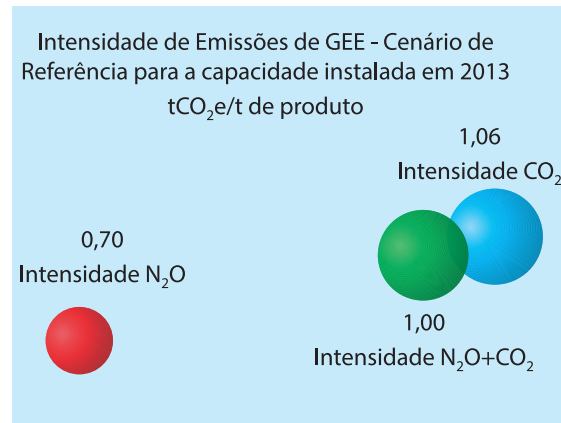 Intensidade de Emissões de GEE - Cenário de
Referência para a capacidade instalada em 2013
tCO₂e/t de produto
1,06
Intensidade CO₂
0,70
Intensidade N₂O
1,00
Intensidade N₂O+CO₂